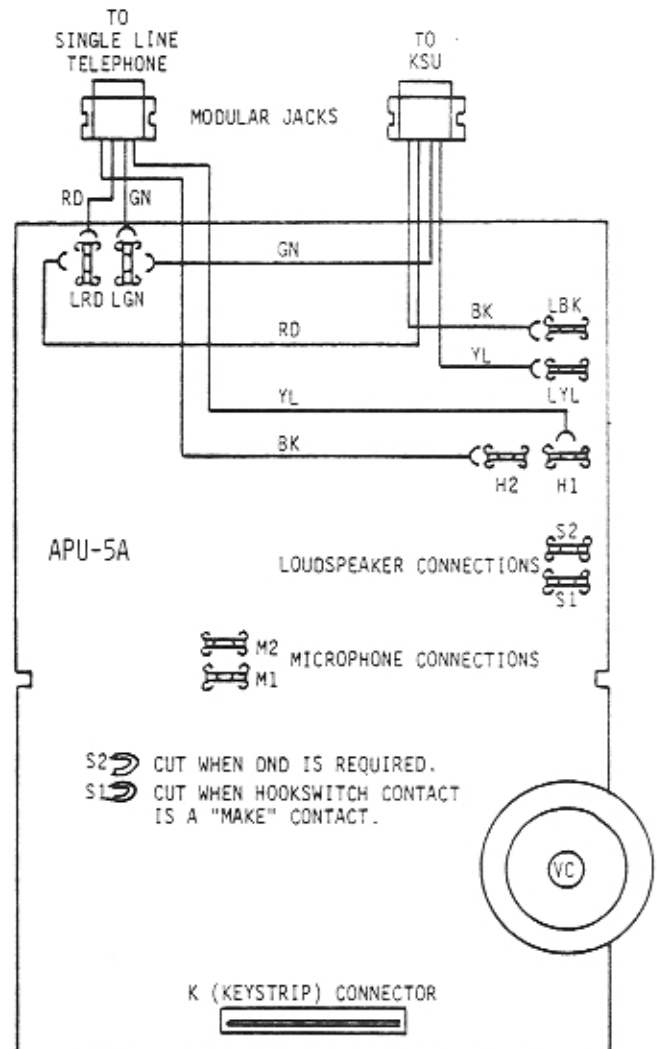 TO
SINGLE LINE
TELEPHONE
TO
KSU
MODULAR JACKS
RD
GN
GN
LRD
LGN
BK
LBK
RD
YL
LYL
YL
BK
H2
H1
APU-5A
S2
LOUDSPEAKER CONNECTIONS
S1
M2
MICROPHONE CONNECTIONS
M1
S2 CUT WHEN DND IS REQUIRED.
S1 CUT WHEN HOOKSWITCH CONTACT
IS A "MAKE" CONTACT.
VC
K (KEYSTRIP) CONNECTOR